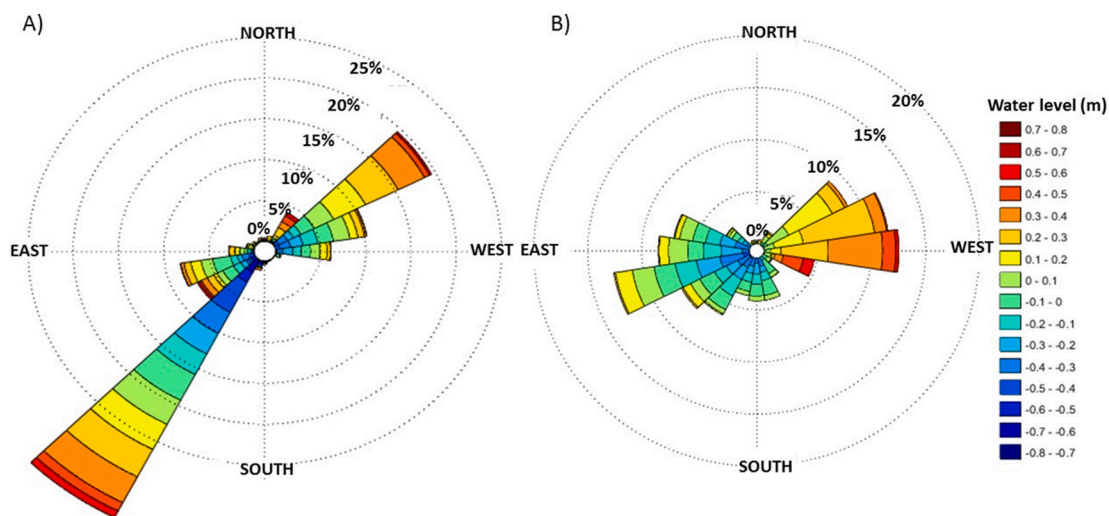 A)
NORTH
25%
20%
15%
10%
5%
0%
EAST
WEST
SOUTH
B)
NORTH
20%
15%
10%
5%
0%
EAST
WEST
SOUTH
Water level (m)
0.7 - 0.8
0.6 - 0.7
0.5 - 0.6
0.4 - 0.5
0.3 - 0.4
0.2 - 0.3
0.1 - 0.2
0 - 0.1
-0.1 - 0
-0.2 - -0.1
-0.3 - -0.2
-0.4 - -0.3
-0.5 - -0.4
-0.6 - -0.5
-0.7 - -0.6
-0.8 - -0.7